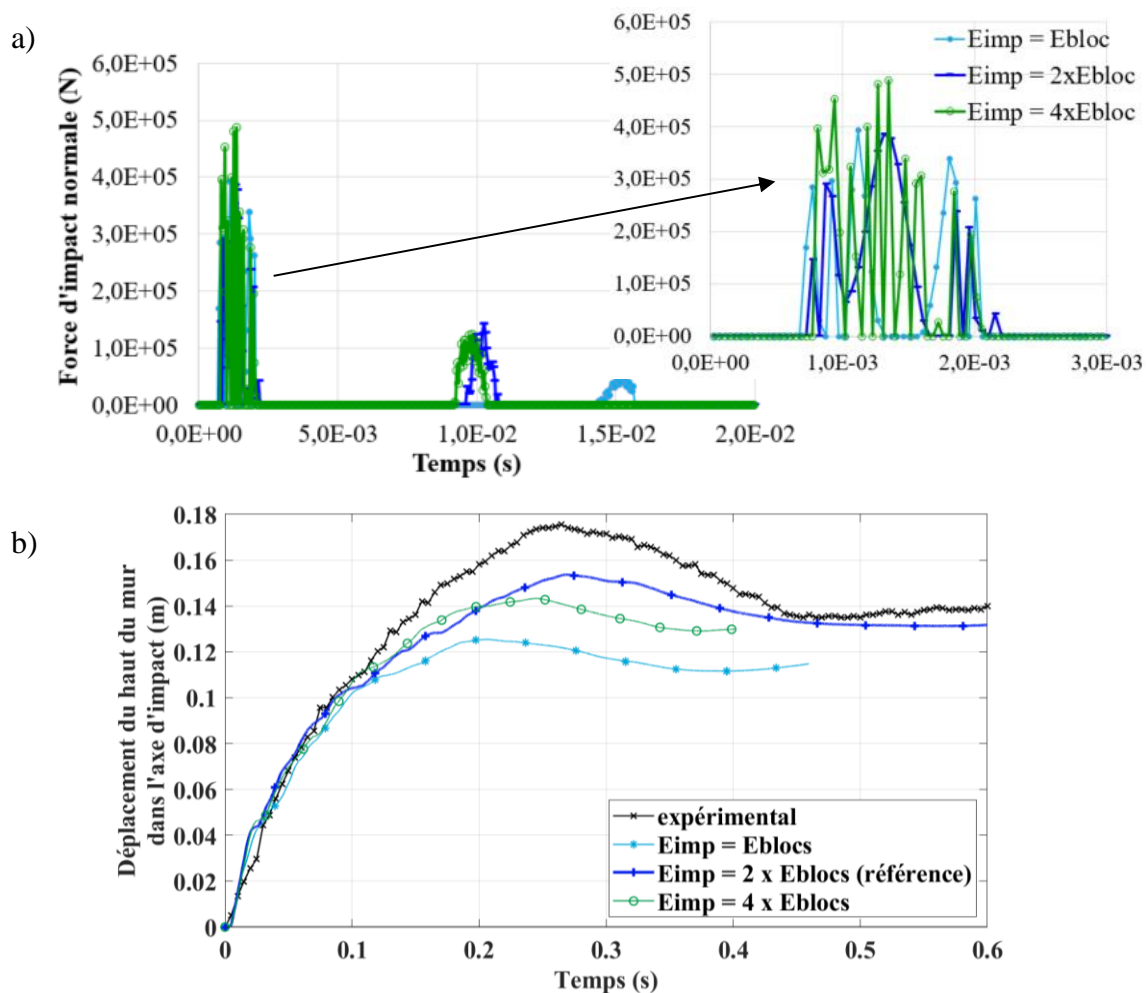 a)
Force d'impact normale (N)
6,0E+05
5,0E+05
4,0E+05
3,0E+05
2,0E+05
1,0E+05
0,0E+00
0,0E+00 5,0E-03 1,0E-02 1,5E-02 2,0E-02
Temps (s)
6,0E+05
5,0E+05
4,0E+05
3,0E+05
2,0E+05
1,0E+05
0,0E+00
0,0E+00 1,0E-03 2,0E-03 3,0E-03
Eimp = Ebloc
Eimp = 2xEbloc
Eimp = 4xEbloc
b)
Déplacement du haut du mur
dans l'axe d'impact (m)
0.18
0.16
0.14
0.12
0.1
0.08
0.06
0.04
0.02
0
0 0.1 0.2 0.3 0.4 0.5 0.6
Temps (s)
expérimental
Eimp = Eblocs
Eimp = 2 x Eblocs (référence)
Eimp = 4 x Eblocs